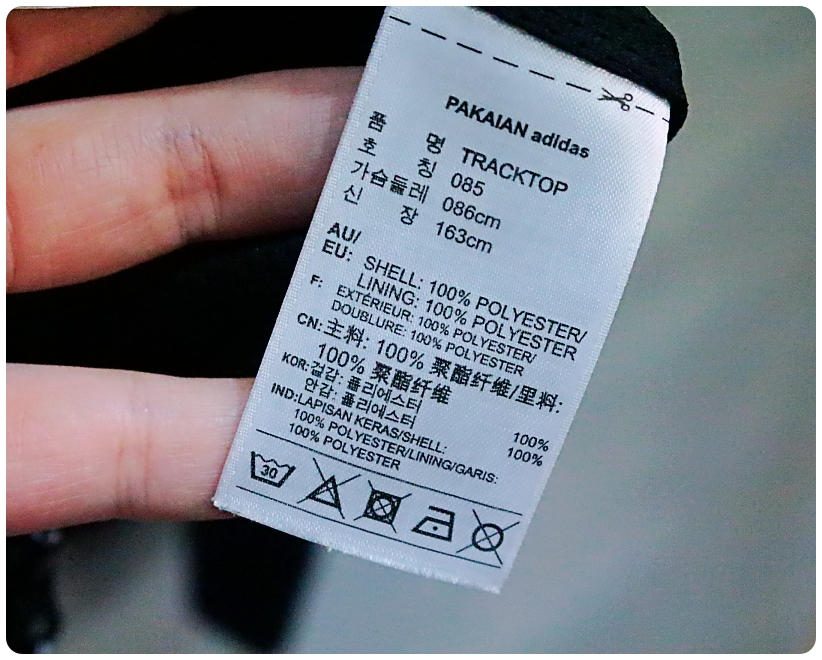 PAKAIAN adidas
품 명 TRACKTOP
호 칭 085
가슴둘레 086cm
신 장 163cm
AU/
EU: SHELL: 100% POLYESTER/
LINING: 100% POLYESTER
F: EXTÉRIEUR: 100% POLYESTER/
DOUBLURE: 100% POLYESTER
CN: 主料: 100% 聚酯纤维/里料:
100% 聚酯纤维
KOR: 겉감: 폴리에스터 100%
안감: 폴리에스터 100%
IND: LAPISAN KERAS/SHELL:
100% POLYESTER/LINING/GARIS:
100% POLYESTER
30